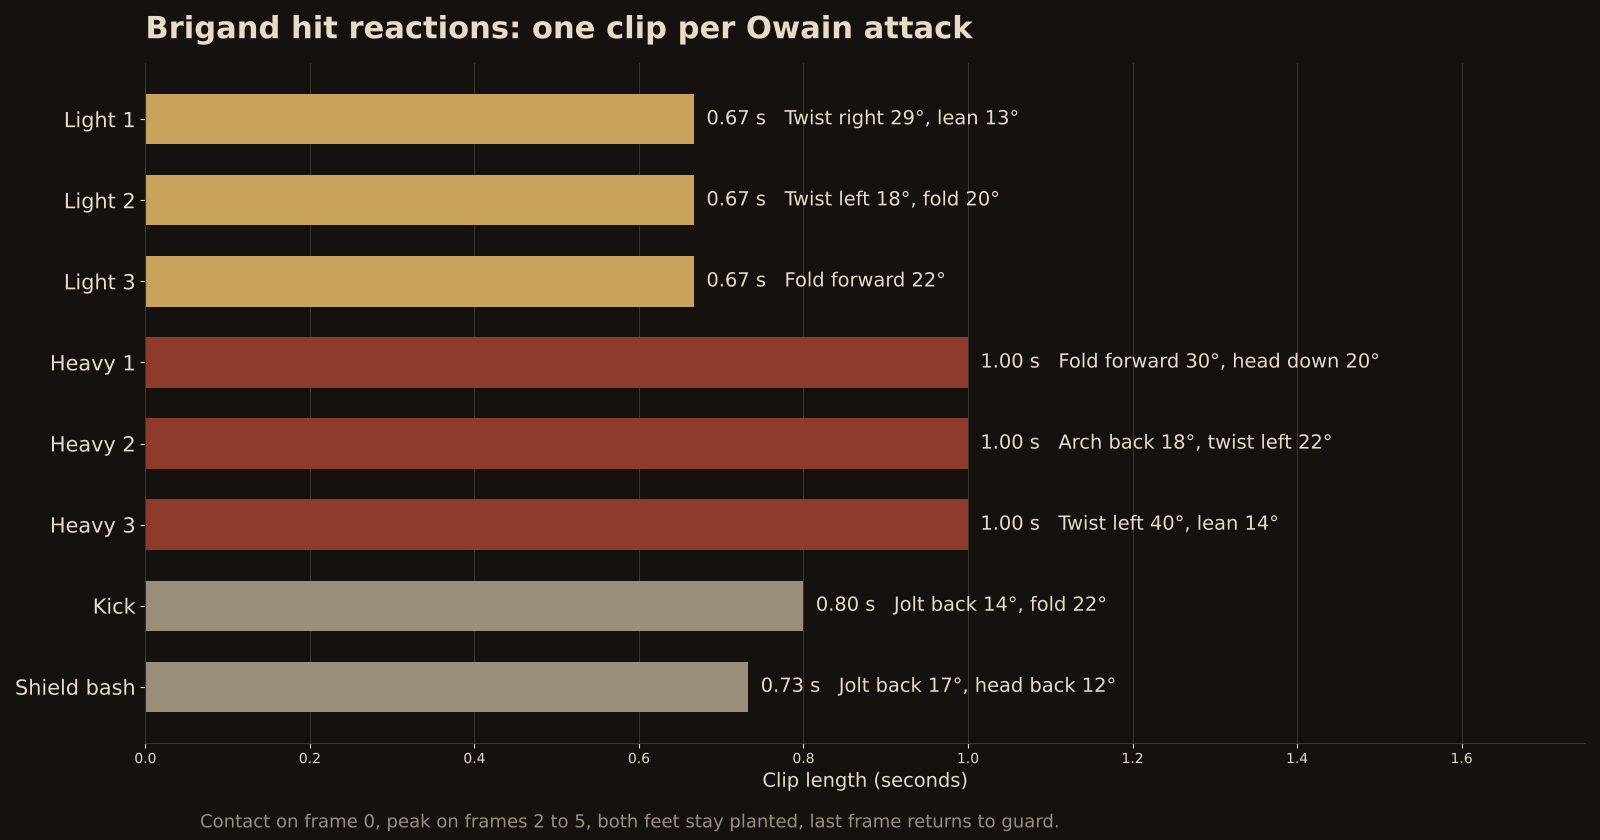 Brigand hit reactions: one clip per Owain attack
Light 1
0.67 s Twist right 29°, lean 13°
Light 2
0.67 s Twist left 18°, fold 20°
Light 3
0.67 s Fold forward 22°
Heavy 1
1.00 s Fold forward 30°, head down 20°
Heavy 2
1.00 s Arch back 18°, twist left 22°
Heavy 3
1.00 s Twist left 40°, lean 14°
Kick
0.80 s Jolt back 14°, fold 22°
Shield bash
0.73 s Jolt back 17°, head back 12°
0.0 0.2 0.4 0.6 0.8 1.0 1.2 1.4 1.6
Clip length (seconds)
Contact on frame 0, peak on frames 2 to 5, both feet stay planted, last frame returns to guard.